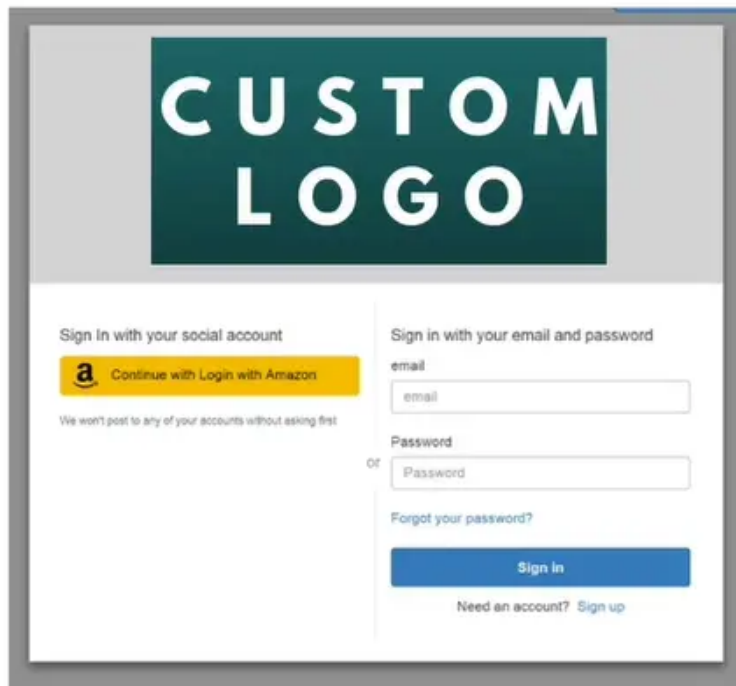 CUSTOM
LOGO
Sign In with your social account
a Continue with Login with Amazon
We won't post to any of your accounts without asking first
or
Sign in with your email and password
email
email
Password
Password
Forgot your password?
Sign in
Need an account? Sign up